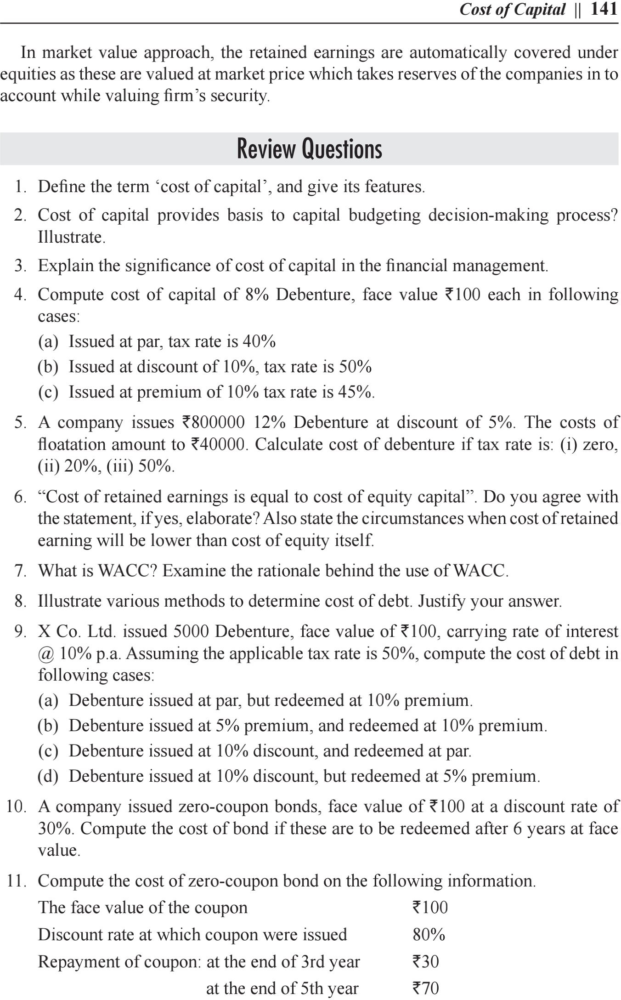 Cost of Capital || 141
In market value approach, the retained earnings are automatically covered under
equities as these are valued at market price which takes reserves of the companies in to
account while valuing firm’s security.
Review Questions
1. Define the term ‘cost of capital’, and give its features.
2. Cost of capital provides basis to capital budgeting decision-making process?
Illustrate.
3. Explain the significance of cost of capital in the financial management.
4. Compute cost of capital of 8% Debenture, face value ₹100 each in following
cases:
(a) Issued at par, tax rate is 40%
(b) Issued at discount of 10%, tax rate is 50%
(c) Issued at premium of 10% tax rate is 45%.
5. A company issues ₹800000 12% Debenture at discount of 5%. The costs of
floatation amount to ₹40000. Calculate cost of debenture if tax rate is: (i) zero,
(ii) 20%, (iii) 50%.
6. “Cost of retained earnings is equal to cost of equity capital”. Do you agree with
the statement, if yes, elaborate? Also state the circumstances when cost of retained
earning will be lower than cost of equity itself.
7. What is WACC? Examine the rationale behind the use of WACC.
8. Illustrate various methods to determine cost of debt. Justify your answer.
9. X Co. Ltd. issued 5000 Debenture, face value of ₹100, carrying rate of interest
@ 10% p.a. Assuming the applicable tax rate is 50%, compute the cost of debt in
following cases:
(a) Debenture issued at par, but redeemed at 10% premium.
(b) Debenture issued at 5% premium, and redeemed at 10% premium.
(c) Debenture issued at 10% discount, and redeemed at par.
(d) Debenture issued at 10% discount, but redeemed at 5% premium.
10. A company issued zero-coupon bonds, face value of ₹100 at a discount rate of
30%. Compute the cost of bond if these are to be redeemed after 6 years at face
value.
11. Compute the cost of zero-coupon bond on the following information.
The face value of the coupon ₹100
Discount rate at which coupon were issued 80%
Repayment of coupon: at the end of 3rd year ₹30
at the end of 5th year ₹70